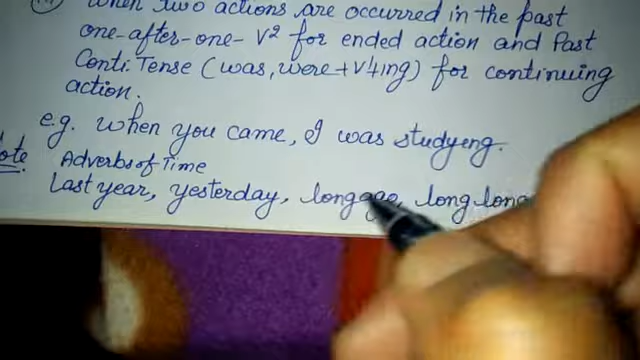 When two actions are occurred in the past
one-after-one- V² for ended action and Past
Conti. Tense (was, were + V4ing) for continuing
action.
e.g. when you came, I was studyeng.
Note Adverbs of Time
Last year, yesterday, long ago, long long